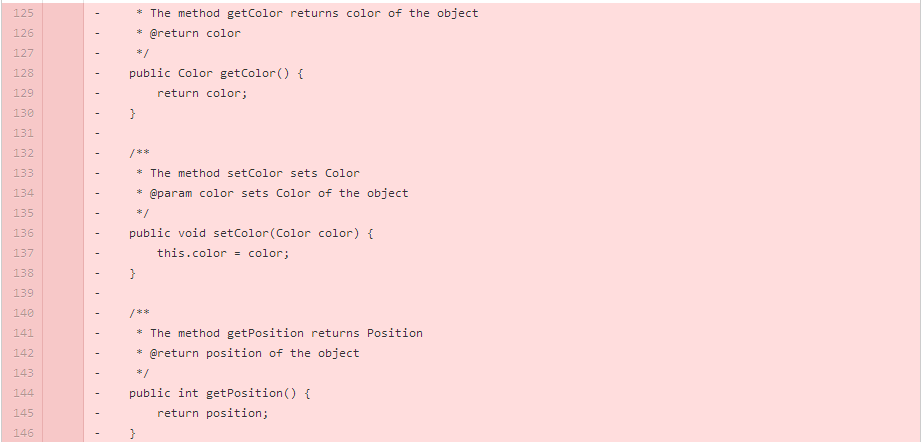 125 - * The method getColor returns color of the object
126 - * @return color
127 - */
128 - public Color getColor() {
129 - return color;
130 - }
131 -
132 - /**
133 - * The method setColor sets Color
134 - * @param color sets Color of the object
135 - */
136 - public void setColor(Color color) {
137 - this.color = color;
138 - }
139 -
140 - /**
141 - * The method getPosition returns Position
142 - * @return position of the object
143 - */
144 - public int getPosition() {
145 - return position;
146 - }